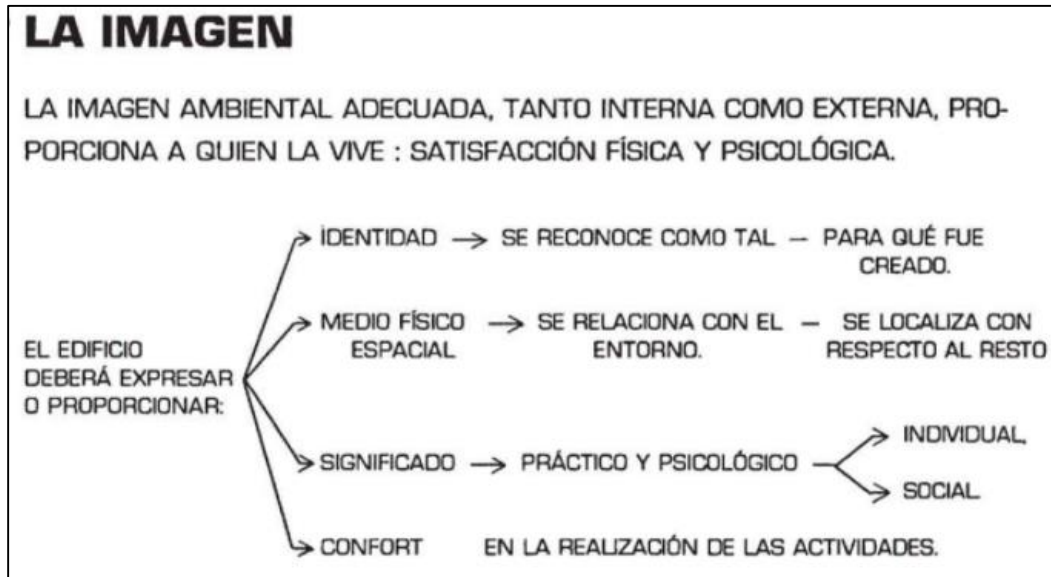 LA IMAGEN
LA IMAGEN AMBIENTAL ADECUADA, TANTO INTERNA COMO EXTERNA, PRO-
PORCIONA A QUIEN LA VIVE : SATISFACCIÓN FÍSICA Y PSICOLÓGICA.
EL EDIFICIO
DEBERÁ EXPRESAR
O PROPORCIONAR:
IDENTIDAD → SE RECONOCE COMO TAL – PARA QUÉ FUE
CREADO.
MEDIO FÍSICO → SE RELACIONA CON EL – SE LOCALIZA CON
ESPACIAL ENTORNO. RESPECTO AL RESTO
SIGNIFICADO → PRÁCTICO Y PSICOLÓGICO
INDIVIDUAL
SOCIAL
CONFORT EN LA REALIZACIÓN DE LAS ACTIVIDADES.